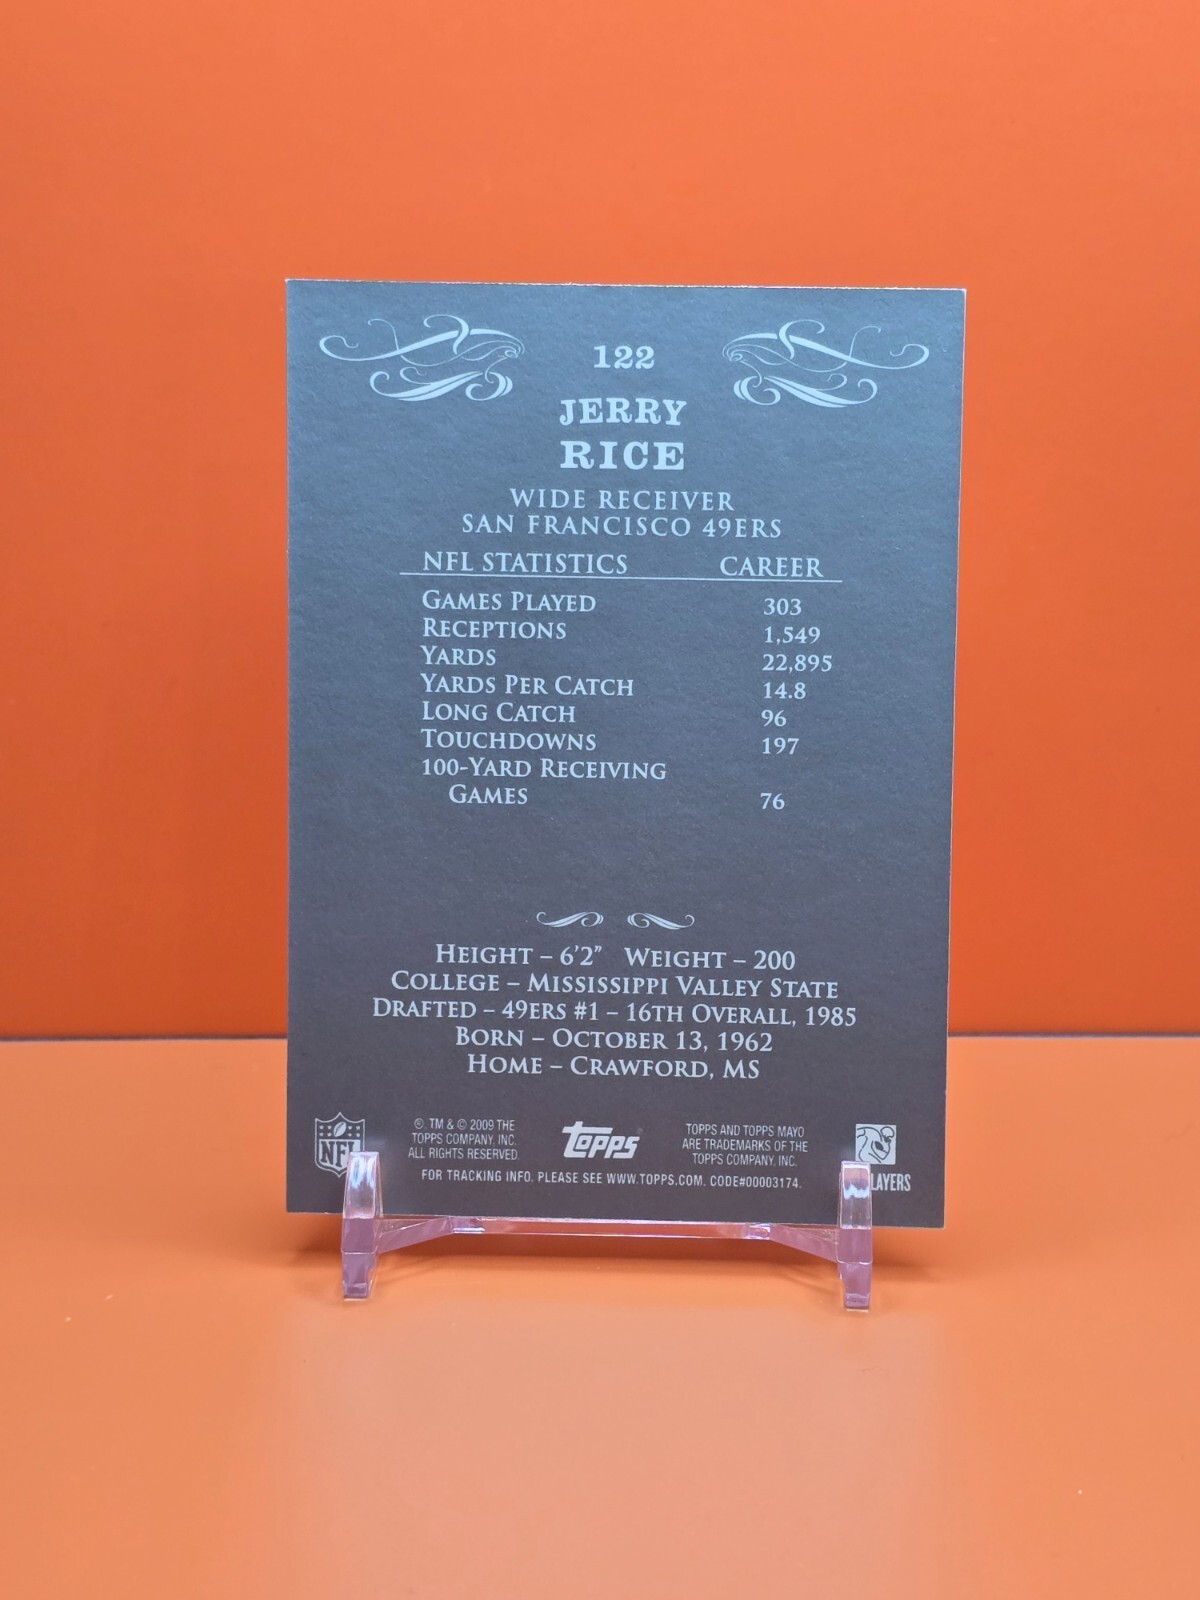 122
JERRY
RICE
WIDE RECEIVER
SAN FRANCISCO 49ERS
NFL STATISTICS CAREER
GAMES PLAYED 303
RECEPTIONS 1,549
YARDS 22,895
YARDS PER CATCH 14.8
LONG CATCH 96
TOUCHDOWNS 197
100-YARD RECEIVING
GAMES 76
HEIGHT – 6'2" WEIGHT – 200
COLLEGE – MISSISSIPPI VALLEY STATE
DRAFTED – 49ERS #1 – 16TH OVERALL, 1985
BORN – OCTOBER 13, 1962
HOME – CRAWFORD, MS
NFL
®, TM & © 2009 THE
TOPPS COMPANY, INC.
ALL RIGHTS RESERVED.
topps
TOPPS AND TOPPS MAYO
ARE TRADEMARKS OF THE
TOPPS COMPANY, INC.
LAYERS
FOR TRACKING INFO. PLEASE SEE WWW.TOPPS.COM. CODE#00003174.